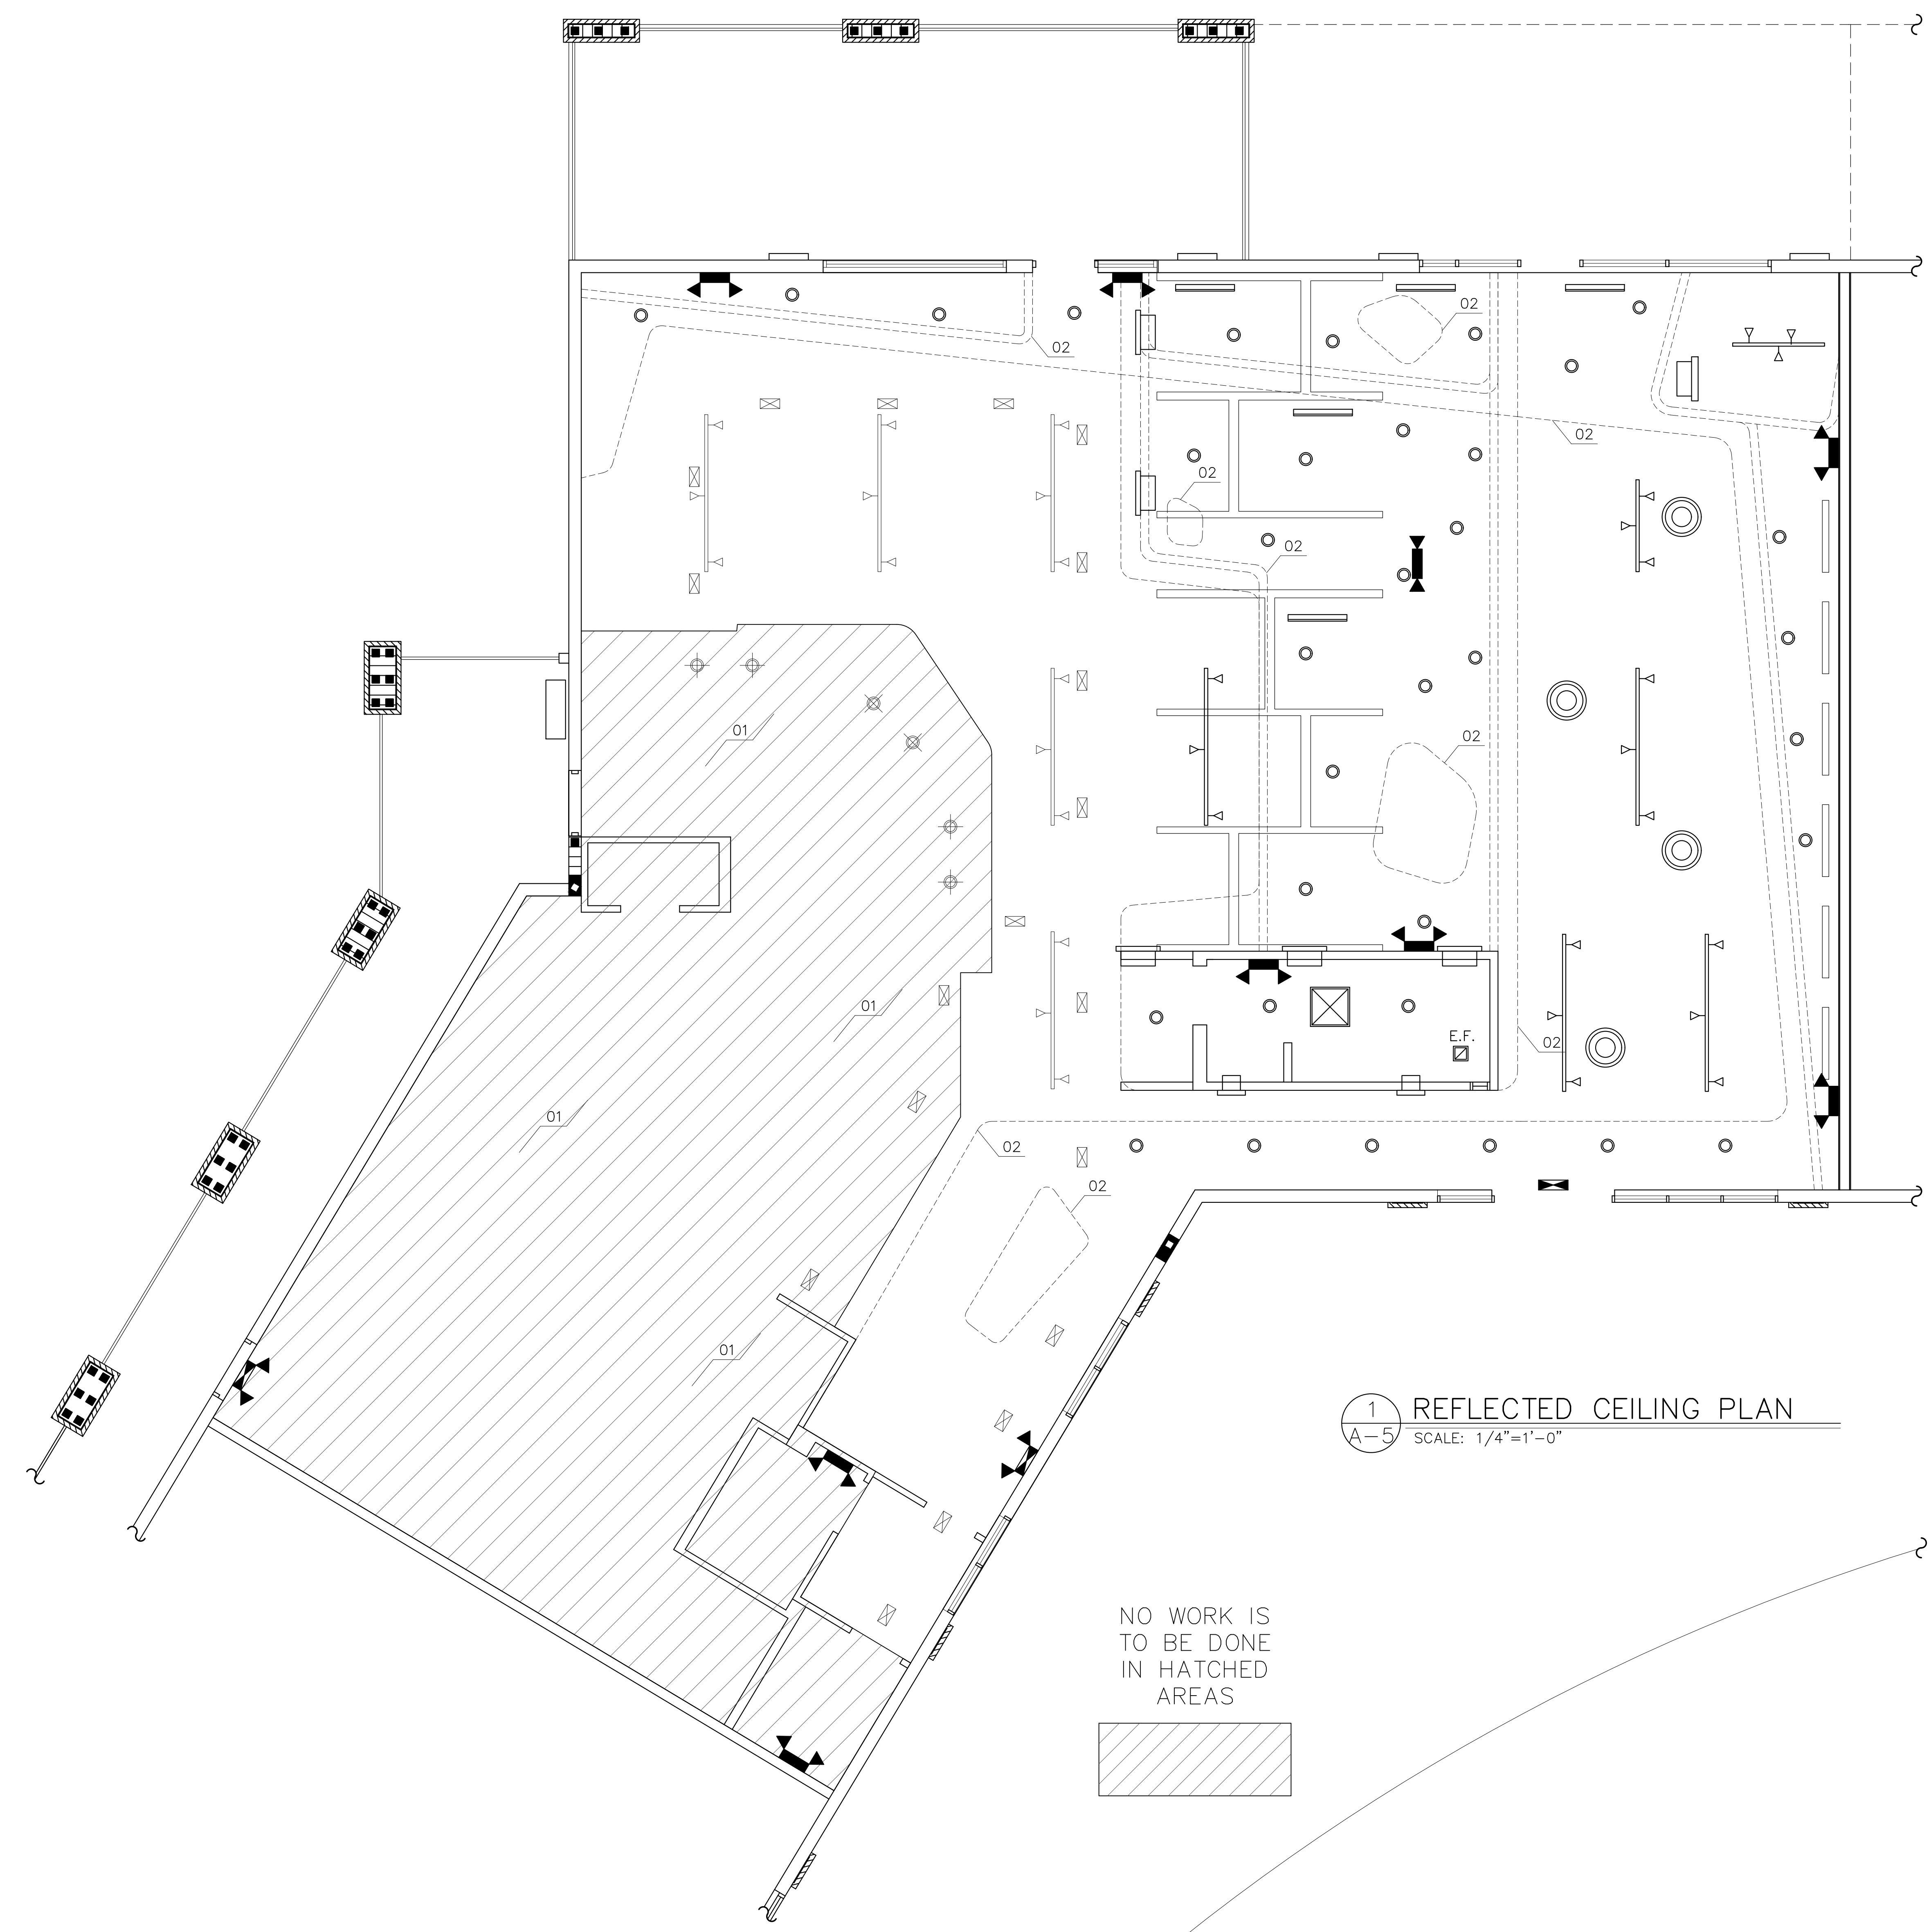 02
02
02
02
02
01
02
01
E.F.
02
01
02
02
01
1
A-5
REFLECTED CEILING PLAN
SCALE: 1/4"=1'-0"
NO WORK IS
TO BE DONE
IN HATCHED
AREAS